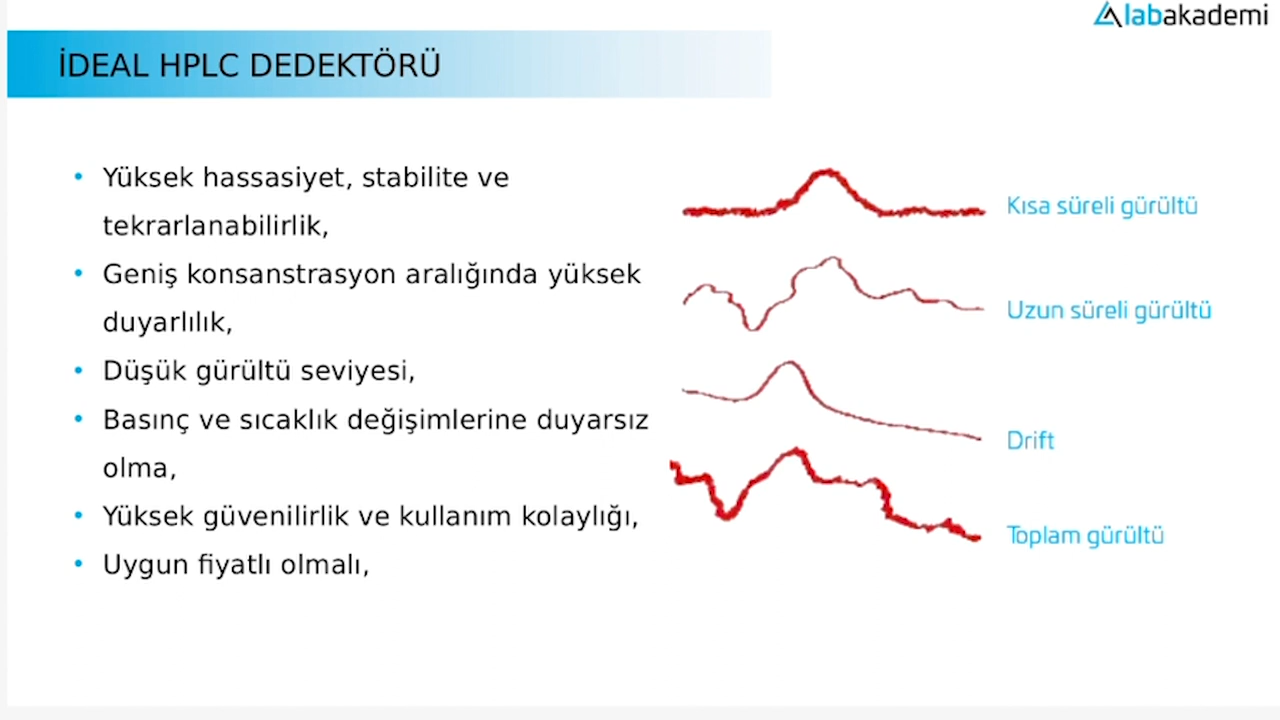 labakademi
İDEAL HPLC DEDEKTÖRÜ
• Yüksek hassasiyet, stabilite ve
tekrarlanabilirlik,
• Geniş konsanstrasyon aralığında yüksek
duyarlılık,
• Düşük gürültü seviyesi,
• Basınç ve sıcaklık değişimlerine duyarsız
olma,
• Yüksek güvenilirlik ve kullanım kolaylığı,
• Uygun fiyatlı olmalı,
Kısa süreli gürültü
Uzun süreli gürültü
Drift
Toplam gürültü